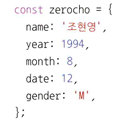 const zerocho = {
  name: '조현영',
  year: 1994,
  month: 8,
  date: 12,
  gender: 'M',
};